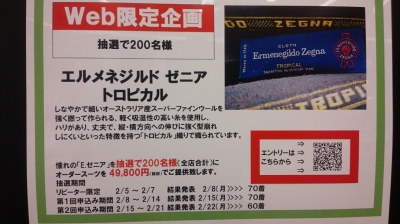 Web限定企画
抽選で200名様
エルメネジルド ゼニア
トロピカル
しなやかで細いオーストラリア産スーパーファインウールを
強く撚って作られる、軽く吸湿性の高い糸を使用し、
ハリがあり、丈夫で、縦・横方向への伸びに強く型崩れ
しにくいといった特徴を持つ「トロピカル」織りで織られています。
ZEGNA
CLOTH
Ermenegildo Zegna
TROPICAL
TROPIC
憧れの「E.ゼニア」を抽選で200名様(全店合計)に
オーダースーツを49,800円(税別)でご提供致します。
抽選期間
リピーター限定 2/5～2/7 結果発表 2/8(月)>>> 70着
第1回申込み期間 2/8～2/14 結果発表 2/15(月)>>> 70着
第2回申込み期間 2/15～2/21 結果発表 2/22(月)>>> 60着
エントリーは
こちらから
⇒
⇒
⇒